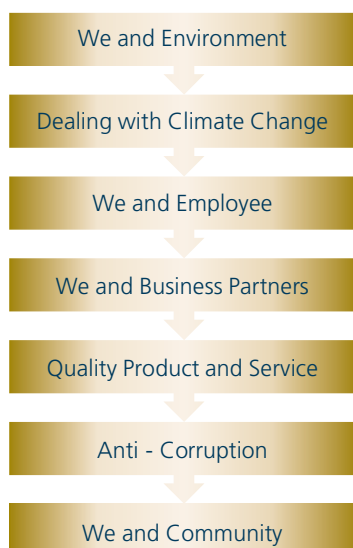 We and Environment
Dealing with Climate Change
We and Employee
We and Business Partners
Quality Product and Service
Anti - Corruption
We and Community